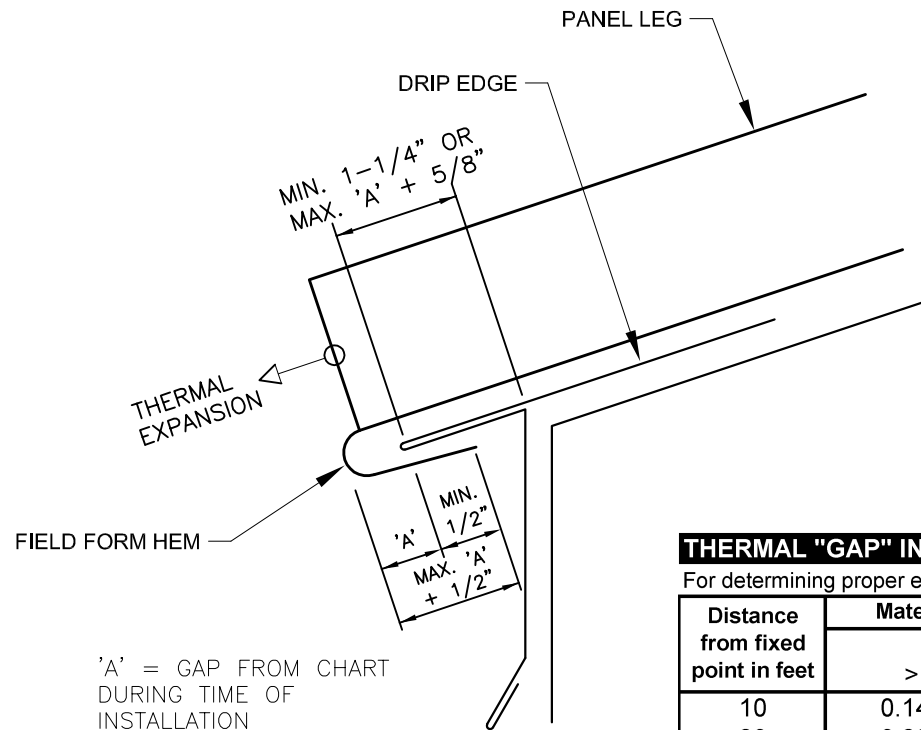 PANEL LEG
DRIP EDGE
MIN. 1-1/4" OR
MAX. 'A' + 5/8"
THERMAL
EXPANSION
FIELD FORM HEM
'A'
MIN.
1/2"
MAX. 'A'
+ 1/2"
'A' = GAP FROM CHART
DURING TIME OF
INSTALLATION
THERMAL "GAP" IN
For determining proper e
Distance
from fixed
point in feet
Mate
>
10 0.14